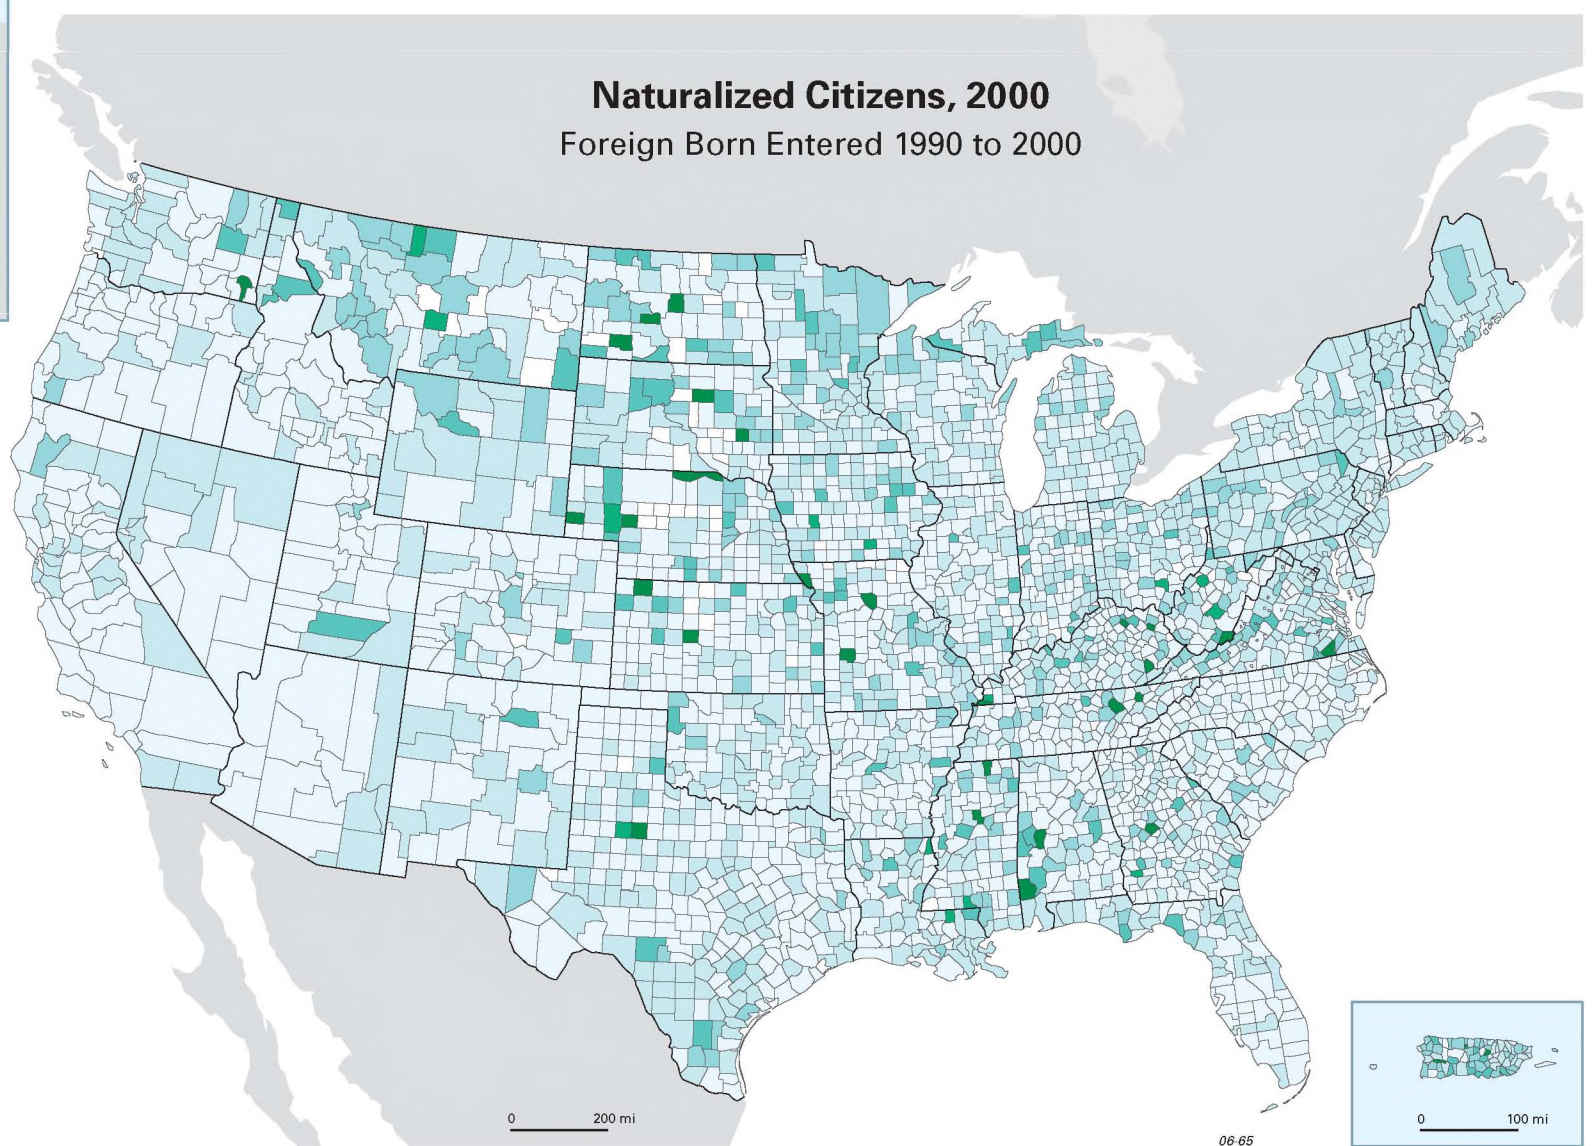 Naturalized Citizens, 2000
Foreign Born Entered 1990 to 2000
0 200 mi
0 100 mi
06-65